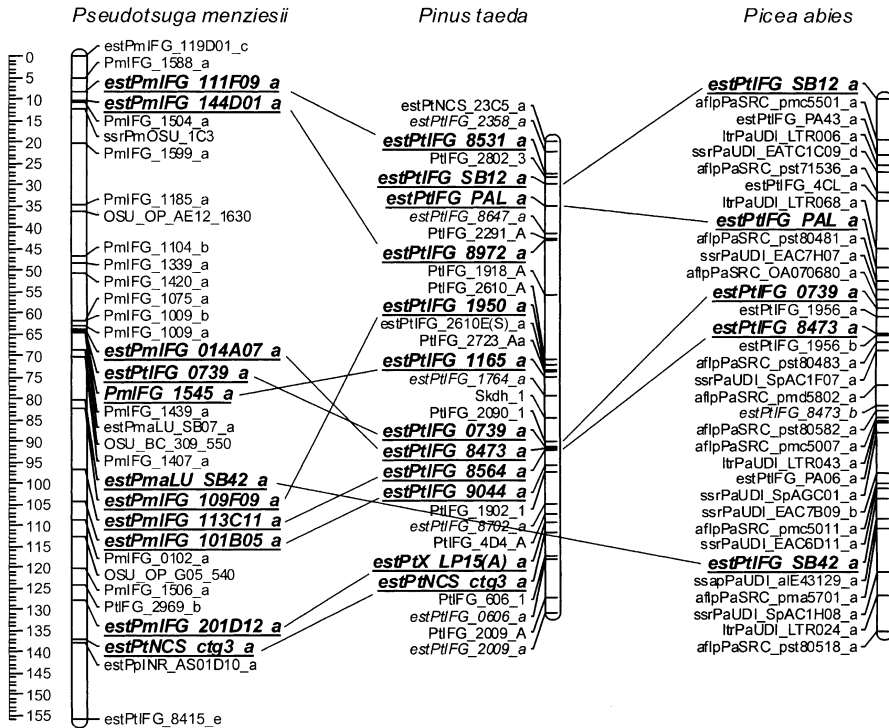 Pseudotsuga menziesii
Pinus taeda
Picea abies
0
5
10
15
20
25
30
35
40
45
50
55
60
65
70
75
80
85
90
95
100
105
110
115
120
125
130
135
140
145
150
155
estPmIFG_119D01_c
PmIFG_1588_a
estPmIFG_111F09_a
estPmIFG_144D01_a
PmIFG_1504_a
ssrPmOSU_1C3
PmIFG_1599_a
PmIFG_1185_a
OSU_OP_AE12_1630
PmIFG_1104_b
PmIFG_1339_a
PmIFG_1420_a
PmIFG_1075_a
PmIFG_1009_b
PmIFG_1009_a
estPmIFG_014A07_a
estPtIFG_0739_a
PmIFG_1545_a
PmIFG_1439_a
estPmaLU_SB07_a
OSU_BC_309_550
PmIFG_1407_a
estPmaLU_SB42_a
estPmIFG_109F09_a
estPmIFG_113C11_a
estPmIFG_101B05_a
PmIFG_0102_a
OSU_OP_G05_540
PmIFG_1506_a
PtIFG_2969_b
estPmIFG_201D12_a
estPtNCS_ctg3_a
estPpINR_AS01D10_a
estPtIFG_8415_e
estPtNCS_23C5_a
estPtIFG_2358_a
estPtIFG_8531_a
PtIFG_2802_3
estPtIFG_SB12_a
estPtIFG_PAL_a
estPtIFG_8647_a
PtIFG_2291_A
estPtIFG_8972_a
PtIFG_1918_A
PtIFG_2610_A
estPtIFG_1950_a
estPtIFG_2610E(S)_a
PtIFG_2723_Aa
estPtIFG_1165_a
estPtIFG_1764_a
Skdh_1
PtIFG_2090_1
estPtIFG_0739_a
estPtIFG_8473_a
estPtIFG_8564_a
estPtIFG_9044_a
PtIFG_1902_1
estPtIFG_8702_a
PtIFG_4D4_A
estPtX_LP15(A)_a
estPtNCS_ctg3_a
PtIFG_606_1
estPtIFG_0606_a
PtIFG_2009_A
estPtIFG_2009_a
estPtIFG_SB12_a
aflpPaSRC_pmc5501_a
estPtIFG_PA43_a
ltrPaUDI_LTR006_a
ssrPaUDI_EATC1C09_d
aflpPaSRC_pst71536_a
estPtIFG_4CL_a
ltrPaUDI_LTR068_a
estPtIFG_PAL_a
aflpPaSRC_pst80481_a
ssrPaUDI_EAC7H07_a
aflpPaSRC_OA070680_a
estPtIFG_0739_a
estPtIFG_1956_a
estPtIFG_8473_a
estPtIFG_1956_b
aflpPaSRC_pst80483_a
ssrPaUDI_SpAC1F07_a
aflpPaSRC_pmd5802_a
estPtIFG_8473_b
aflpPaSRC_pst80582_a
aflpPaSRC_pmc5007_a
ltrPaUDI_LTR043_a
estPtIFG_PA06_a
ssrPaUDI_SpAGC01_a
ssrPaUDI_EAC7B09_b
aflpPaSRC_pmc5011_a
ssrPaUDI_EAC6D11_a
estPtIFG_SB42_a
ssapPaUDI_alE43129_a
aflpPaSRC_pma5701_a
ssrPaUDI_SpAC1H08_a
ltrPaUDI_LTR024_a
aflpPaSRC_pst80518_a